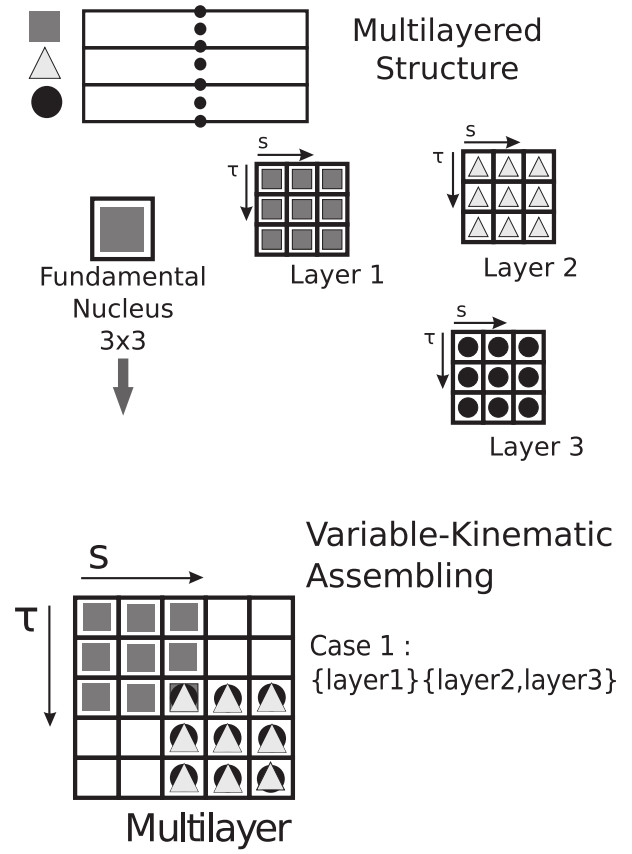 Multilayered
Structure
s
τ
Layer 1
s
τ
Layer 2
Fundamental
Nucleus
3x3
s
τ
Layer 3
Variable-Kinematic
Assembling
s
τ
Case 1 :
{layer1}{layer2,layer3}
Multilayer